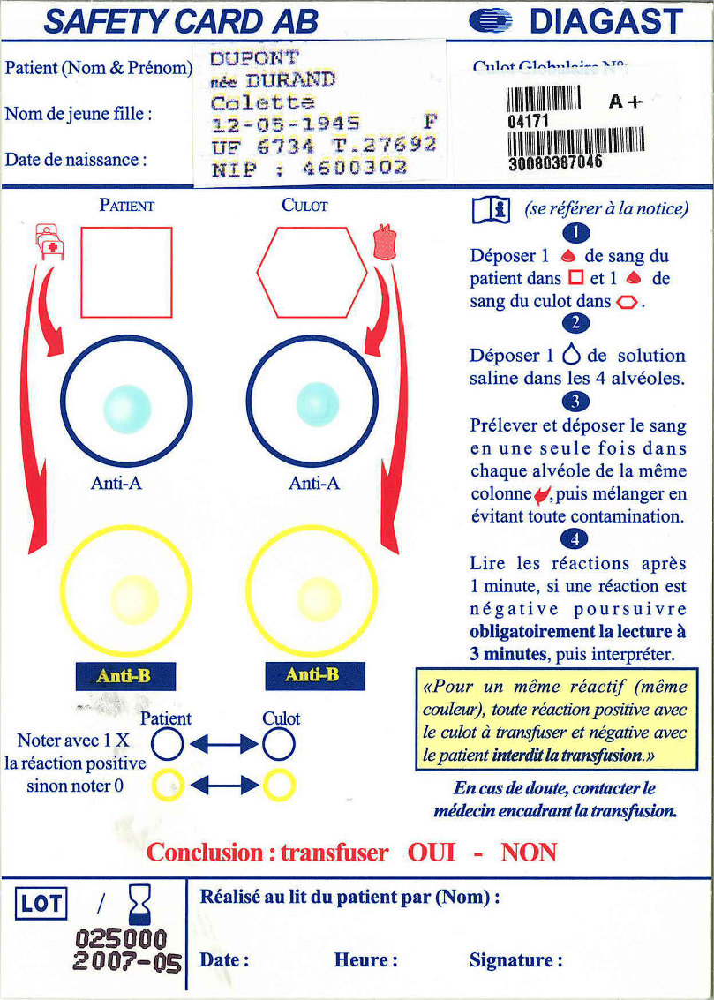 SAFETY CARD AB
DIAGAST
Patient (Nom & Prénom)
DUPONT
née DURAND
Colette
12-05-1945 F
UF 6734 T.27692
NIP : 4600302
Nom de jeune fille :
Date de naissance :
Culot Globulaire N°:
A+
04171
30080387046
PATIENT
CULOT
Anti-A
Anti-A
Anti-B
Anti-B
(se référer à la notice)
1
Déposer 1 de sang du
patient dans et 1 de
sang du culot dans .
2
Déposer 1 de solution
saline dans les 4 alvéoles.
3
Prélever et déposer le sang
en une seule fois dans
chaque alvéole de la même
colonne , puis mélanger en
évitant toute contamination.
4
Lire les réactions après
1 minute, si une réaction est
négative poursuivre
obligatoirement la lecture à
3 minutes, puis interpréter.
«Pour un même réactif (même
couleur), toute réaction positive avec
le culot à transfuser et négative avec
le patient interdit la transfusion.»
En cas de doute, contacter le
médecin encadrant la transfusion.
Patient
Culot
Noter avec 1 X
la réaction positive
sinon noter 0
Conclusion : transfuser OUI - NON
LOT /
025000
2007-05
Réalisé au lit du patient par (Nom) :
Date :
Heure :
Signature :